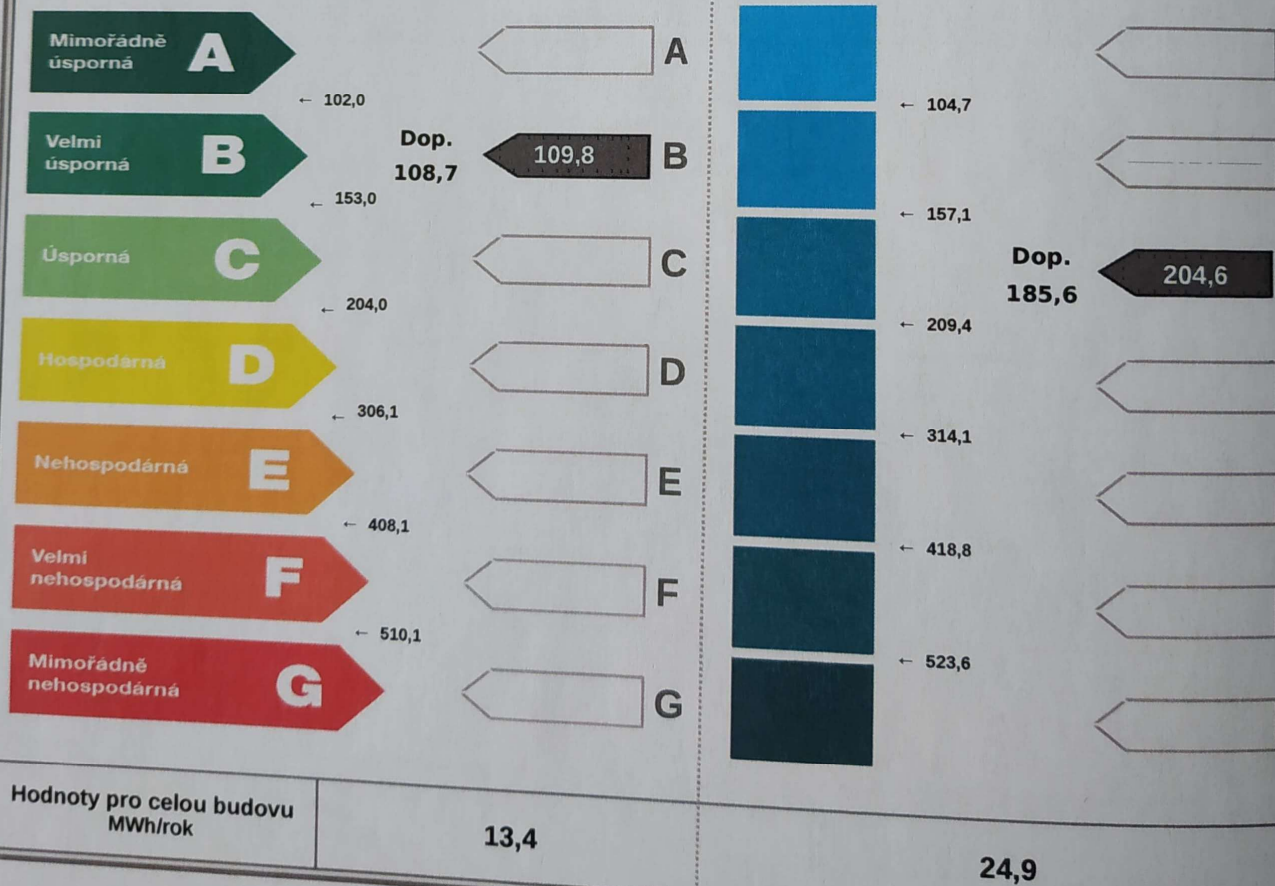 Mimořádně
úsporná
A
A
102,0
104,7
Velmi
úsporná
B
Dop.
108,7
109,8
B
153,0
157,1
Úsporná
C
C
Dop.
185,6
204,6
204,0
209,4
Hospodárná
D
D
306,1
314,1
Nehospodárná
E
E
408,1
418,8
Velmi
nehospodárná
F
F
510,1
523,6
Mimořádně
nehospodárná
G
G
Hodnoty pro celou budovu
MWh/rok
13,4
24,9